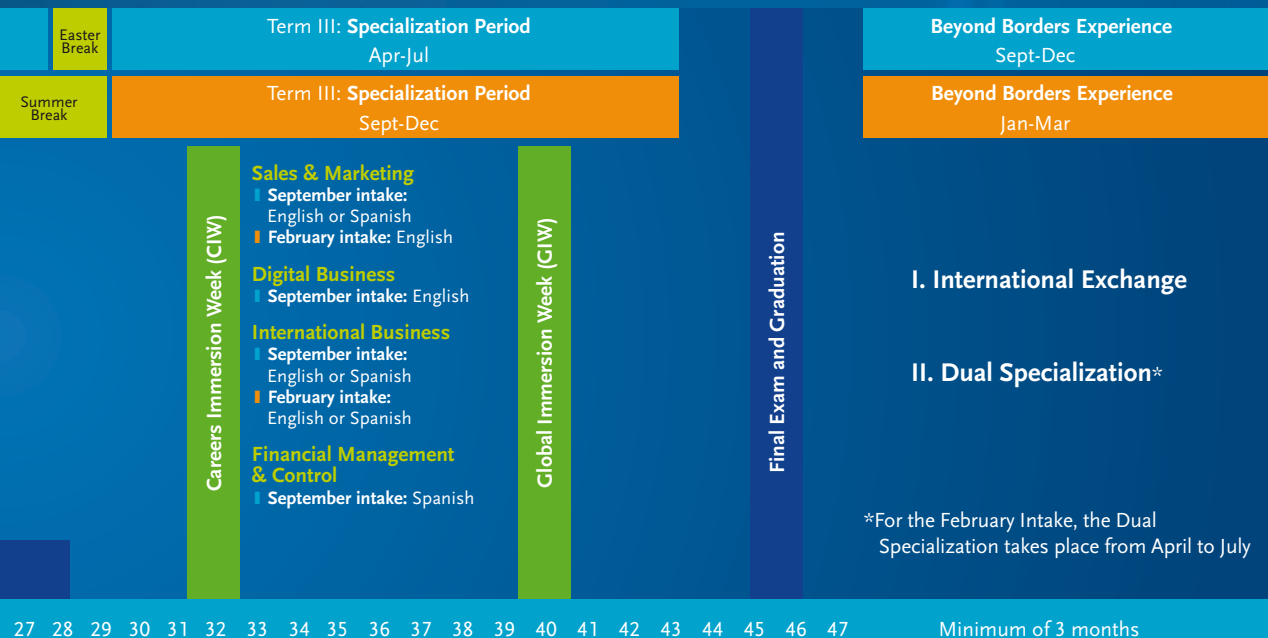 Easter
Break
Term III: Specialization Period
Apr-Jul
Beyond Borders Experience
Sept-Dec
Summer
Break
Term III: Specialization Period
Sept-Dec
Beyond Borders Experience
Jan-Mar
Careers Immersion Week (CIW)
Sales & Marketing
September intake:
English or Spanish
February intake: English
Digital Business
September intake: English
International Business
September intake:
English or Spanish
February intake:
English or Spanish
Financial Management
& Control
September intake: Spanish
Global Immersion Week (GIW)
Final Exam and Graduation
I. International Exchange
II. Dual Specialization*
*For the February Intake, the Dual
Specialization takes place from April to July
27 28 29 30 31 32 33 34 35 36 37 38 39 40 41 42 43 44 45 46 47 Minimum of 3 months